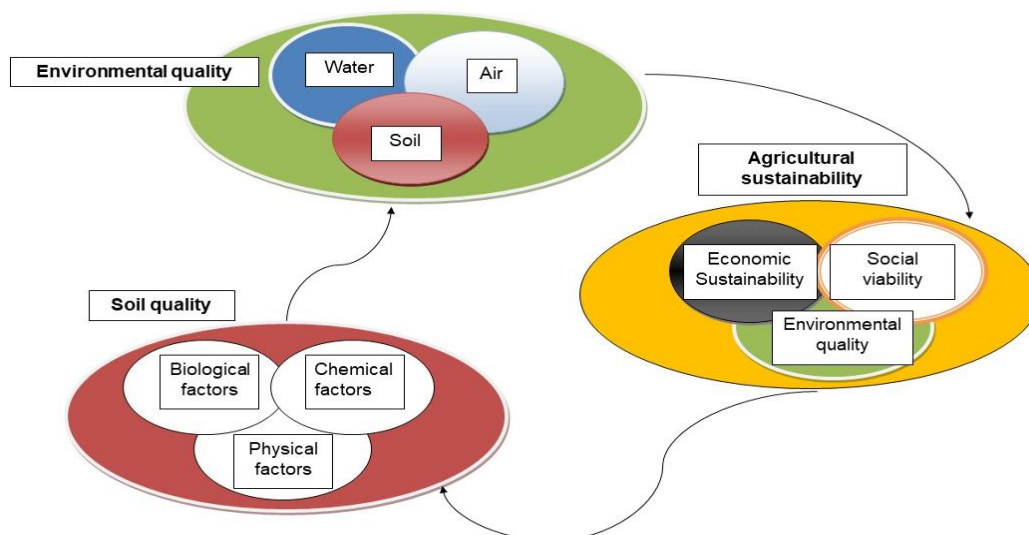 Environmental quality
Water
Air
Soil
Agricultural
sustainability
Economic
Sustainability
Social
viability
Environmental
quality
Soil quality
Biological
factors
Chemical
factors
Physical
factors